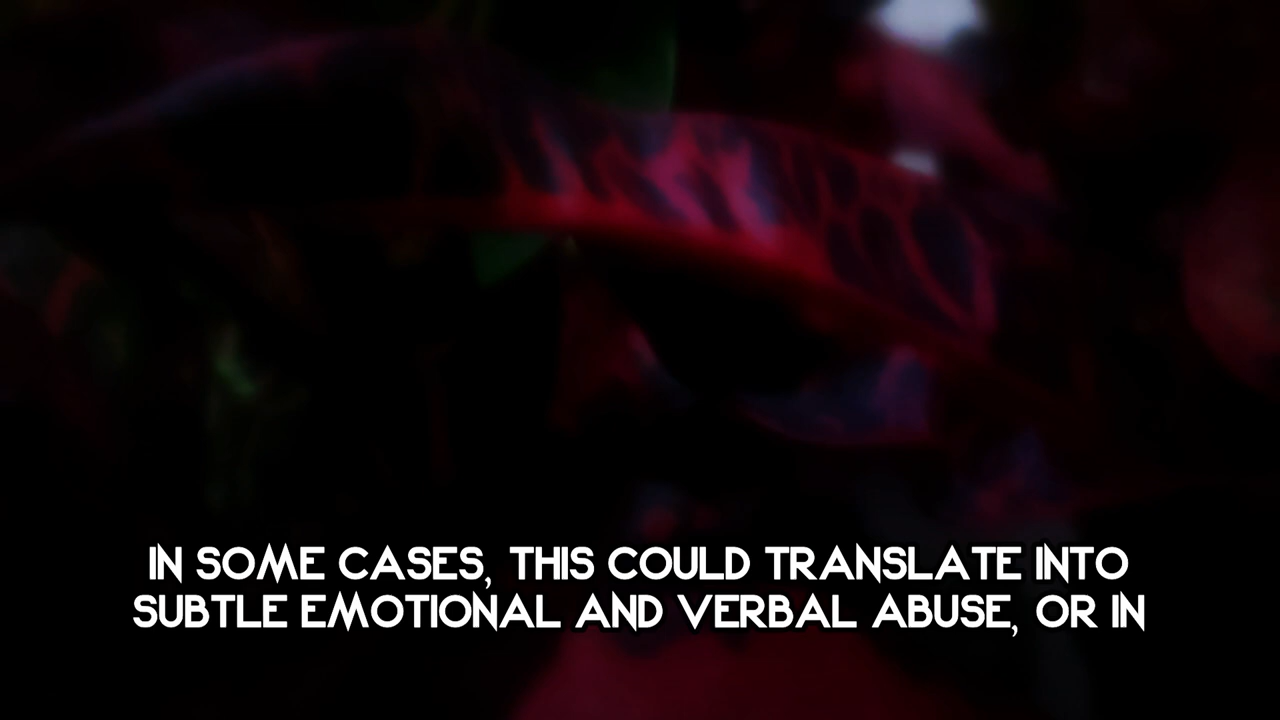 IN SOME CASES, THIS COULD TRANSLATE INTO
SUBTLE EMOTIONAL AND VERBAL ABUSE, OR IN